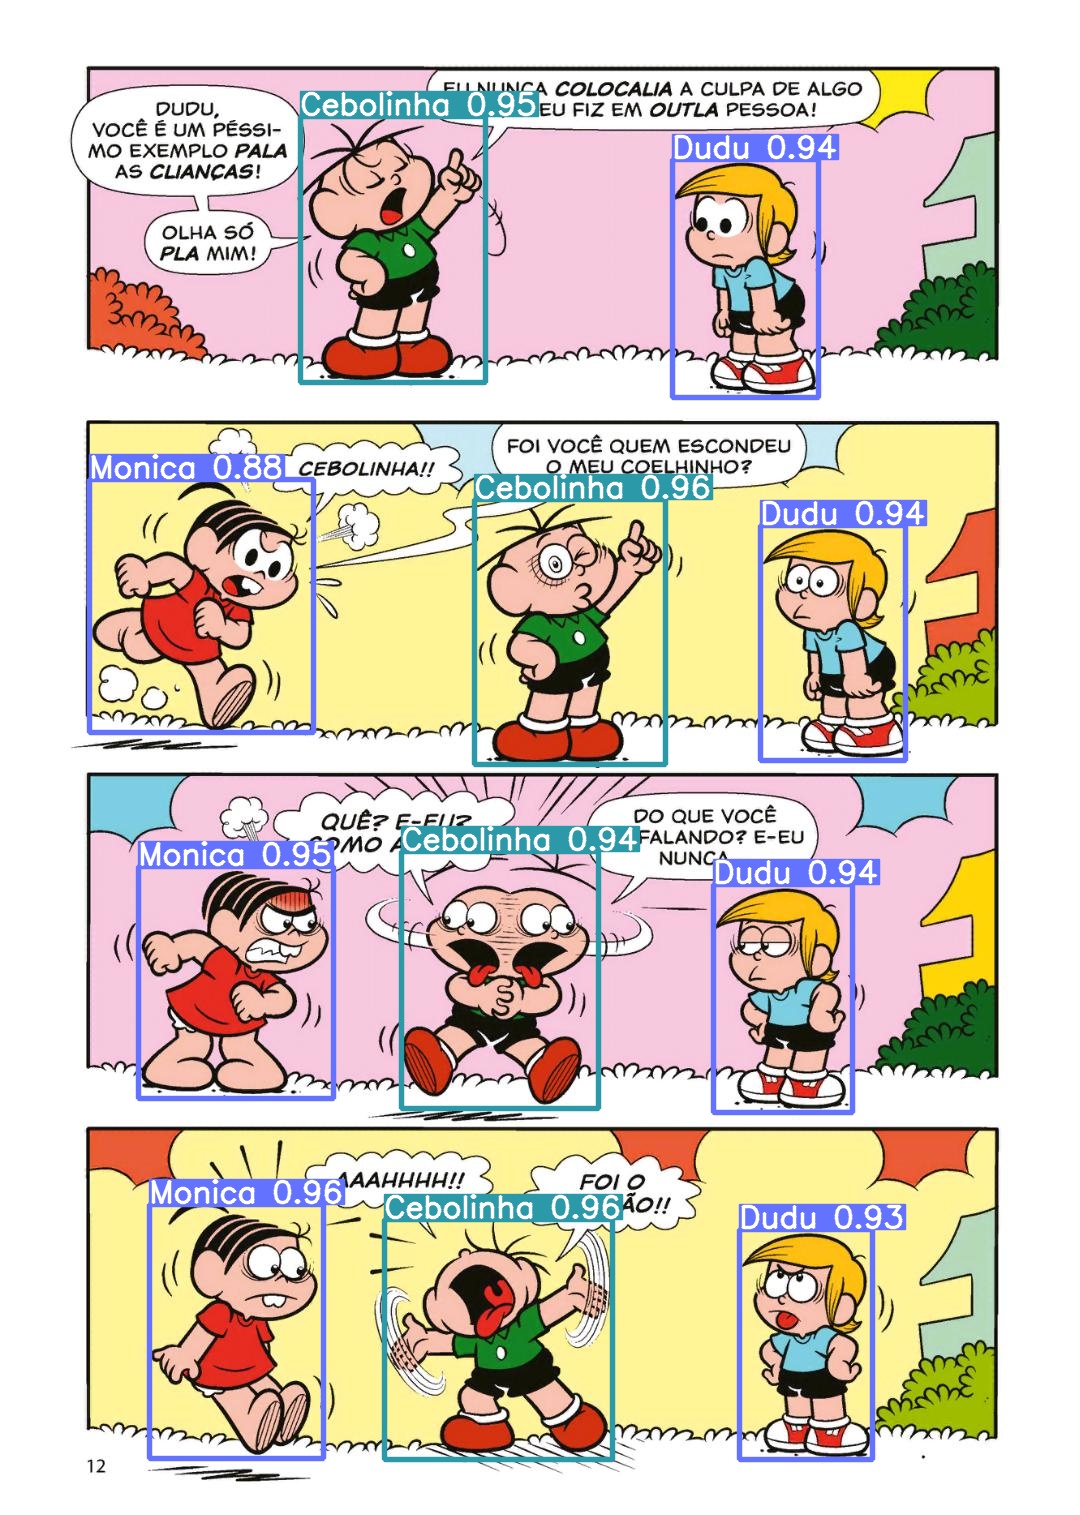 DUDU,
VOCÊ É UM PÉSSI-
MO EXEMPLO PALA
AS CLIANÇAS!
OLHA SÓ
PLA MIM!
EU NUNCA COLOCALIA A CULPA DE ALGO
EU FIZ EM OUTLA PESSOA!
Cebolinha 0.95
Dudu 0.94
Monica 0.88
CEBOLINHA!!
FOI VOCÊ QUEM ESCONDEU
O MEU COELHINHO?
Cebolinha 0.96
Dudu 0.94
QUÊ? E-EU?
Monica 0.95
Cebolinha 0.94
DO QUE VOCÊ
FALANDO? E-EU
NUNCA
Dudu 0.94
AAAHHHH!!
FOI O
Monica 0.96
Cebolinha 0.96
Dudu 0.93
12